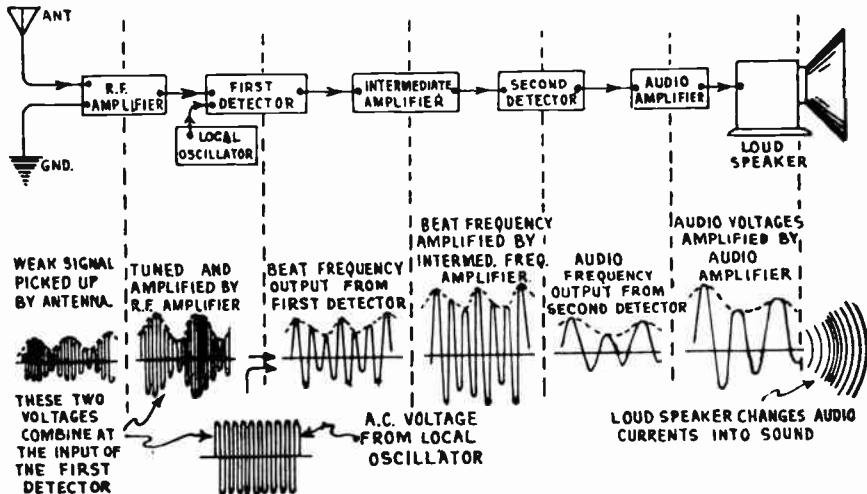 ANT
R.F.
AMPLIFIER
FIRST
DETECTOR
INTERMEDIATE
AMPLIFIER
SECOND
DETECTOR
AUDIO
AMPLIFIER
LOCAL
OSCILLATOR
GND.
LOUD
SPEAKER
WEAK SIGNAL
PICKED UP
BY ANTENNA.
TUNED AND
AMPLIFIED BY
R.F. AMPLIFIER
BEAT FREQUENCY
OUTPUT FROM
FIRST DETECTOR
BEAT FREQUENCY
AMPLIFIED BY
INTERMED. FREQ.
AMPLIFIER
AUDIO
FREQUENCY
OUTPUT FROM
SECOND DETECTOR
AUDIO VOLTAGES
AMPLIFIED BY
AUDIO
AMPLIFIER
THESE TWO
VOLTAGES
COMBINE AT
THE INPUT OF
THE FIRST
DETECTOR
A.C. VOLTAGE
FROM LOCAL
OSCILLATOR
LOUD SPEAKER CHANGES AUDIO
CURRENTS INTO SOUND